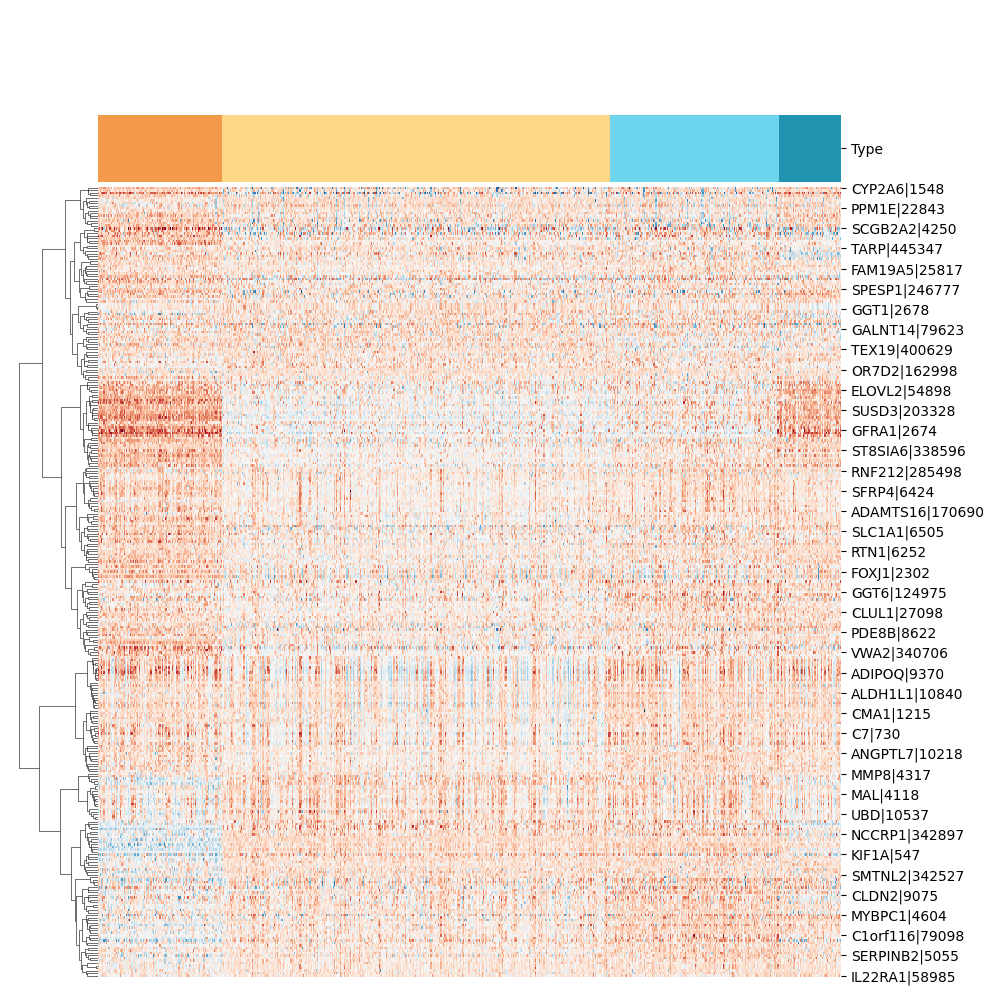 Type
CYP2A6|1548
PPM1E|22843
SCGB2A2|4250
TARP|445347
FAM19A5|25817
SPESP1|246777
GGT1|2678
GALNT14|79623
TEX19|400629
OR7D2|162998
ELOVL2|54898
SUSD3|203328
GFRA1|2674
ST8SIA6|338596
RNF212|285498
SFRP4|6424
ADAMTS16|170690
SLC1A1|6505
RTN1|6252
FOXJ1|2302
GGT6|124975
CLUL1|27098
PDE8B|8622
VWA2|340706
ADIPOQ|9370
ALDH1L1|10840
CMA1|1215
C7|730
ANGPTL7|10218
MMP8|4317
MAL|4118
UBD|10537
NCCRP1|342897
KIF1A|547
SMTNL2|342527
CLDN2|9075
MYBPC1|4604
C1orf116|79098
SERPINB2|5055
IL22RA1|58985